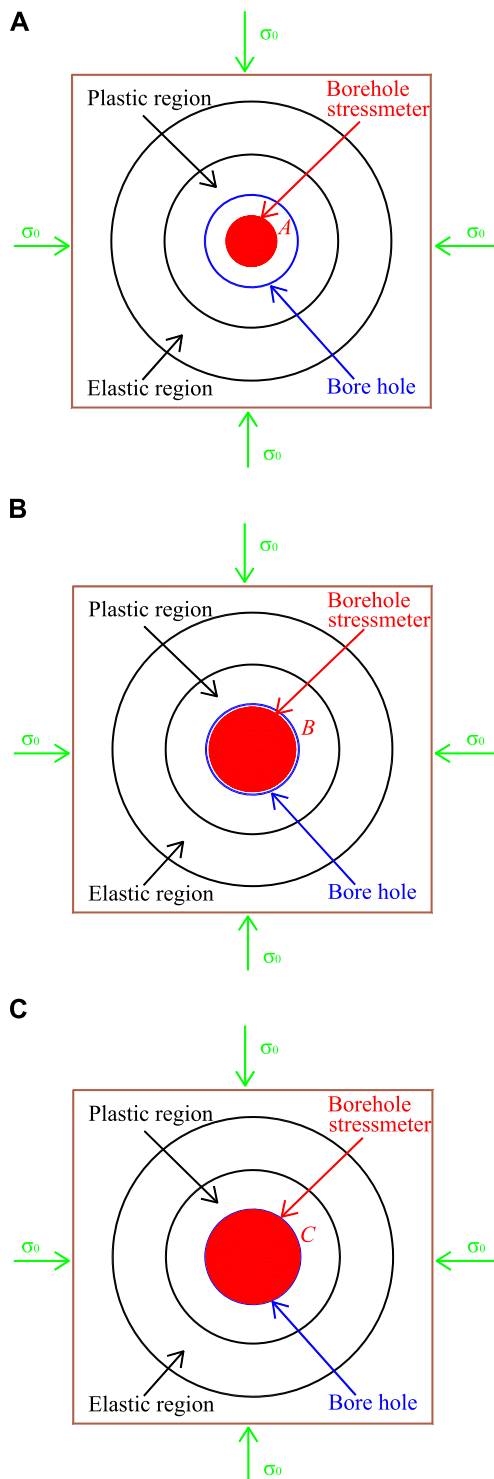 A
σ₀
Plastic region
Borehole
stressmeter
A
σ₀
σ₀
Elastic region
Bore hole
σ₀
B
σ₀
Plastic region
Borehole
stressmeter
B
σ₀
σ₀
Elastic region
Bore hole
σ₀
C
σ₀
Plastic region
Borehole
stressmeter
C
σ₀
σ₀
Elastic region
Bore hole
σ₀